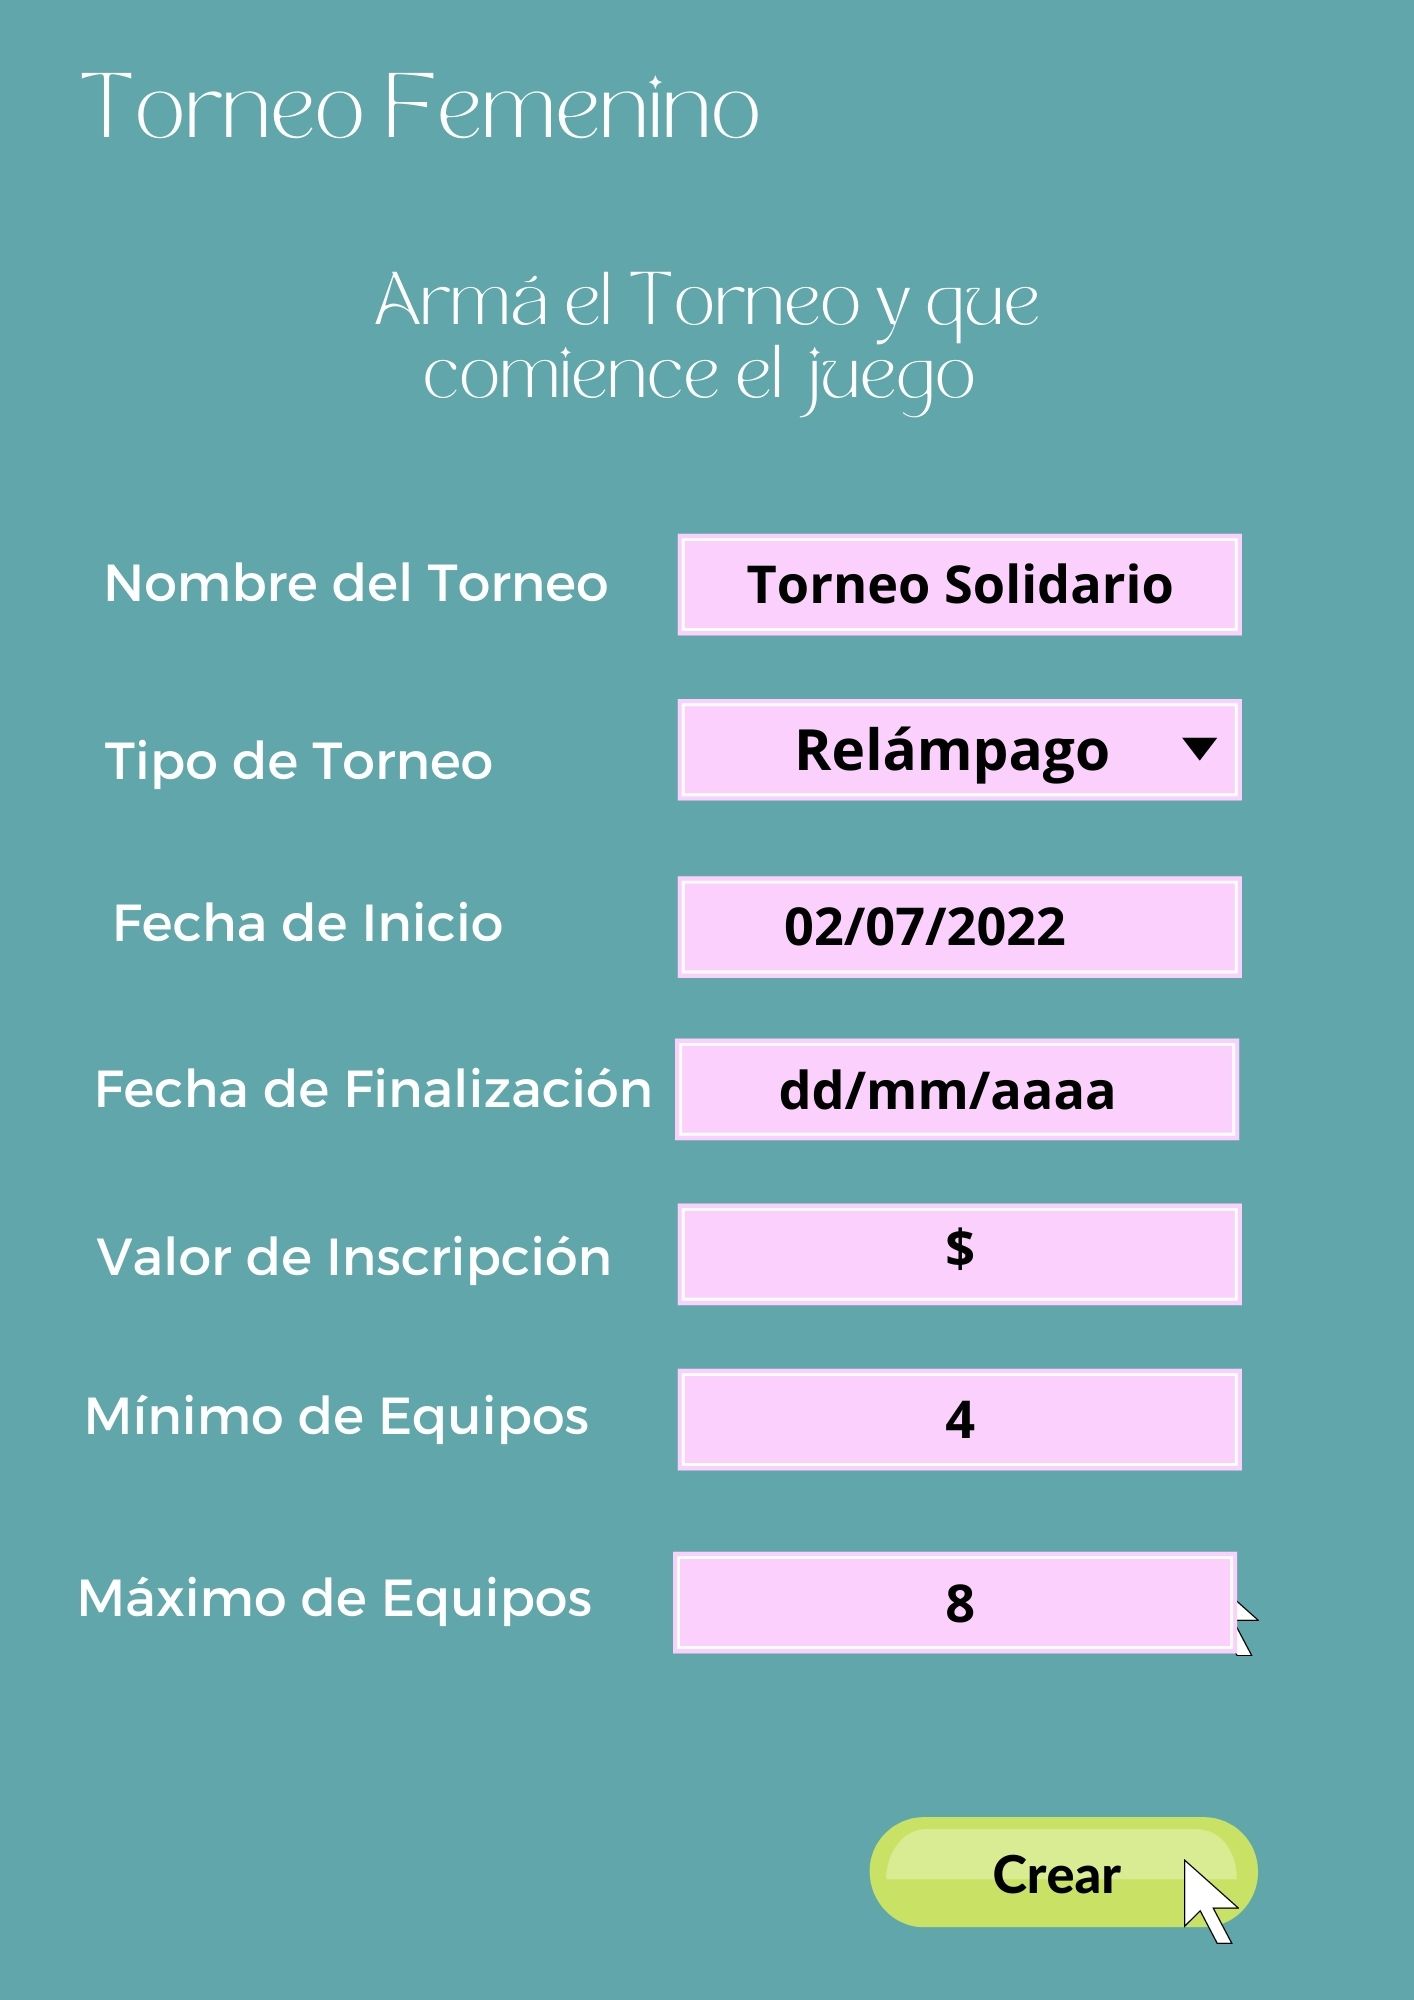 Torneo Femenino
Armá el Torneo y que
comience el juego
Nombre del Torneo
Torneo Solidario
Tipo de Torneo
Relámpago
Fecha de Inicio
02/07/2022
Fecha de Finalización
dd/mm/aaaa
Valor de Inscripción
$
Mínimo de Equipos
4
Máximo de Equipos
8
Crear